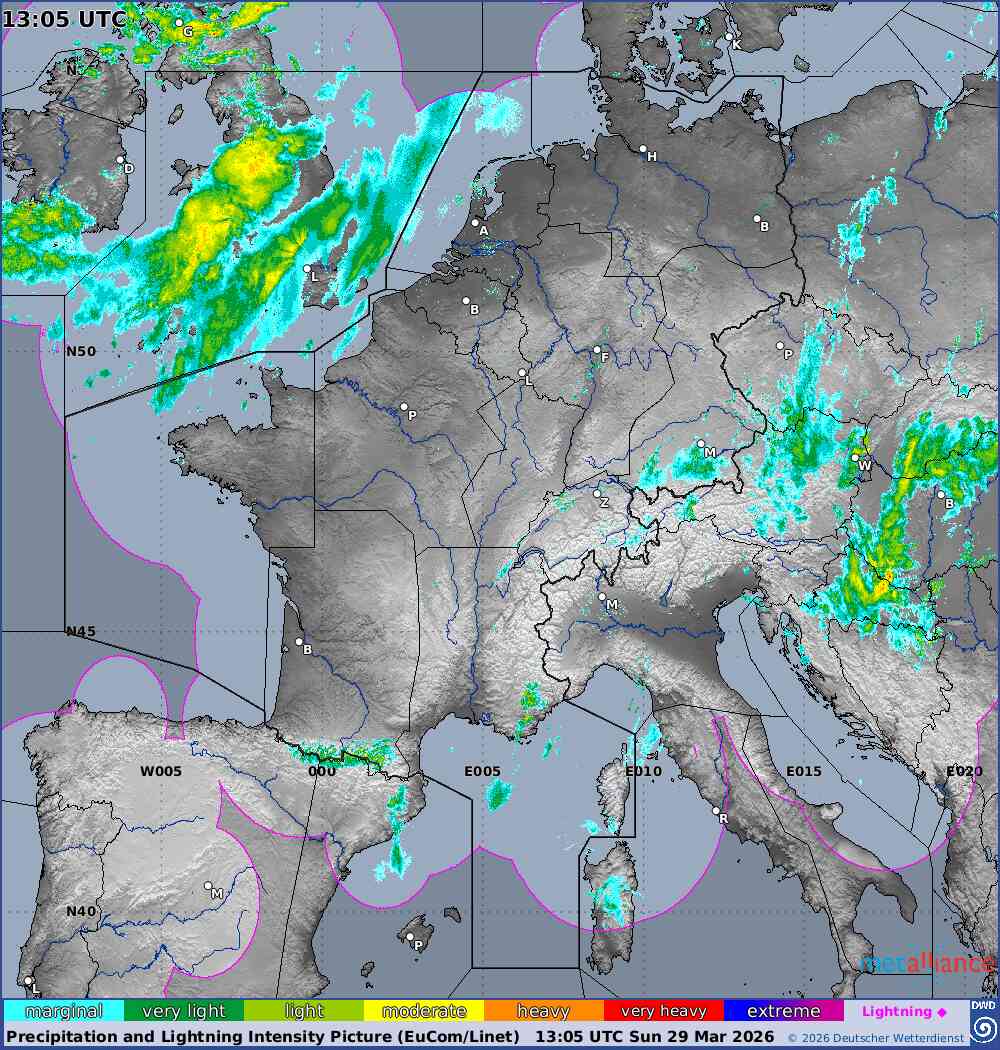 13:05 UTC
G
K
N
D
H
A
B
L
B
N50
F
P
L
P
M
W
Z
B
M
N45
B
W005
000
E005
E010
E015
E020
R
M
N40
P
L
metalliance
marginal very light light moderate heavy very heavy extreme Lightning ◆
DWD
Precipitation and Lightning Intensity Picture (EuCom/Linet) 13:05 UTC Sun 29 Mar 2026 © 2026 Deutscher Wetterdienst